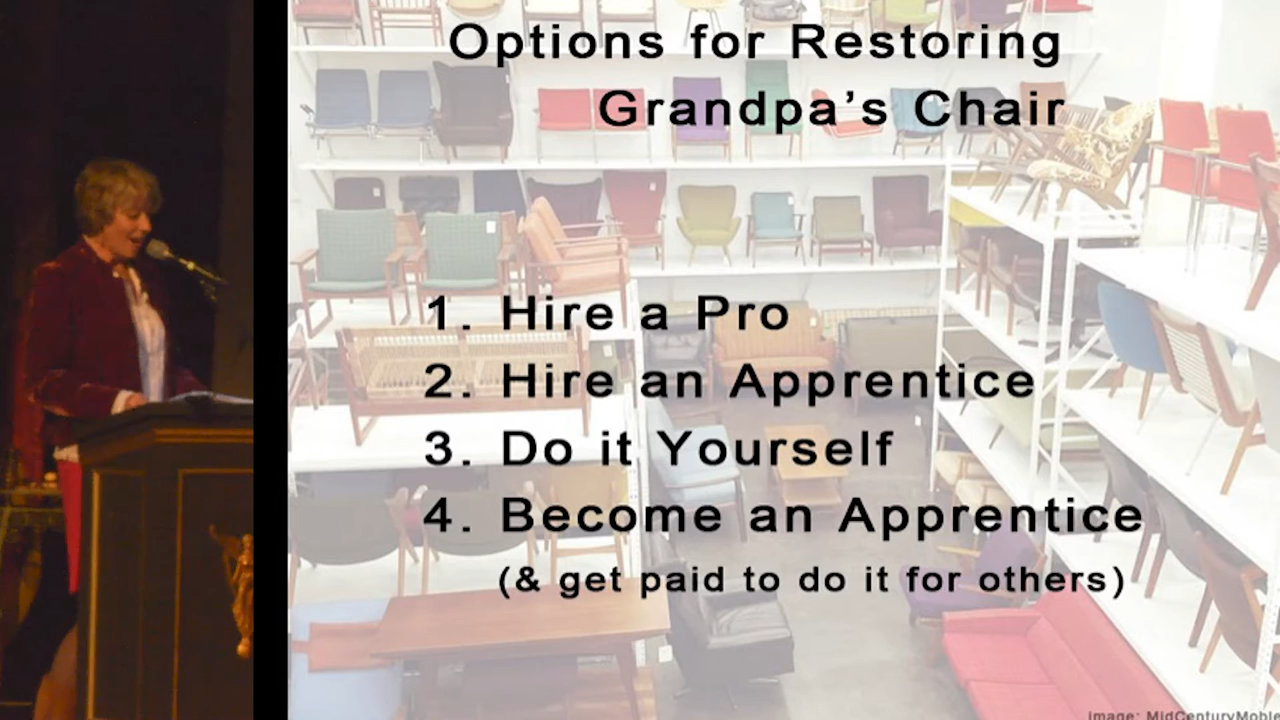 Options for Restoring
Grandpa’s Chair
1. Hire a Pro
2. Hire an Apprentice
3. Do it Yourself
4. Become an Apprentice
(& get paid to do it for others)
image: MidCenturyMoble